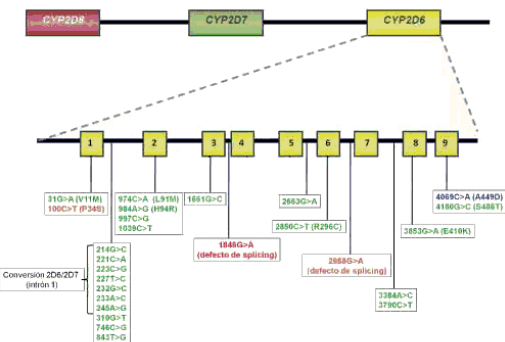 CYP2D8 CYP2D7 CYP2D6
1 2 3 4 5 6 7 8 9
31G>A (V11M)
100C>T (P34S)
974C>A (L91M)
984A>G (H94R)
997C>G
1039C>T
1661G>C
2663G>A
2850C>T (R296C)
4069C>A (A449D)
4180G>C (S486T)
3853G>A (E410K)
1846G>A
(defecto de splicing)
2988G>A
(defecto de splicing)
3384A>C
3790C>T
Conversión 2D6/2D7
(intrón 1)
214G>C
221C>A
223C>G
227T>C
232G>C
233A>C
245A>G
310G>T
746C>G
843T>G